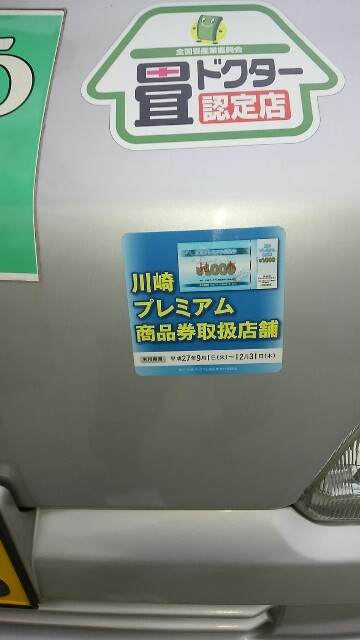 全国畳産業振興会
畳ドクター
認定店
¥1,000
川崎
プレミアム
商品券取扱店舗
利用期間 平成27年9月1日(火)~12月31日(木)